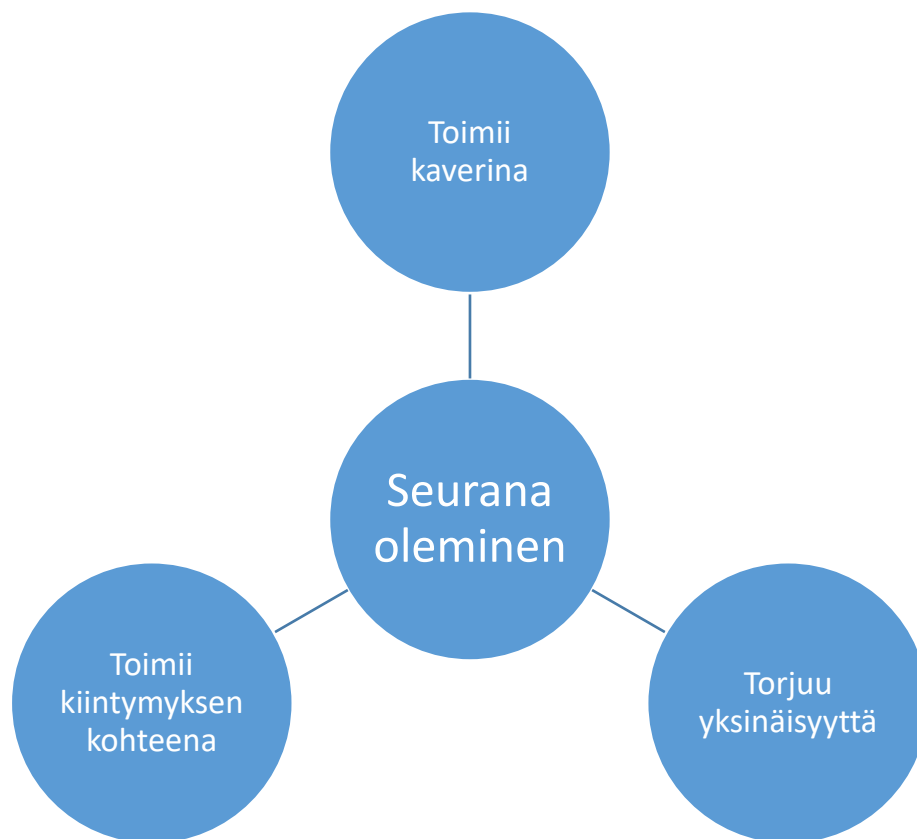 Toimii
kaverina
Seurana
oleminen
Toimii
kiintymyksen
kohteena
Torjuu
yksinäisyyttä